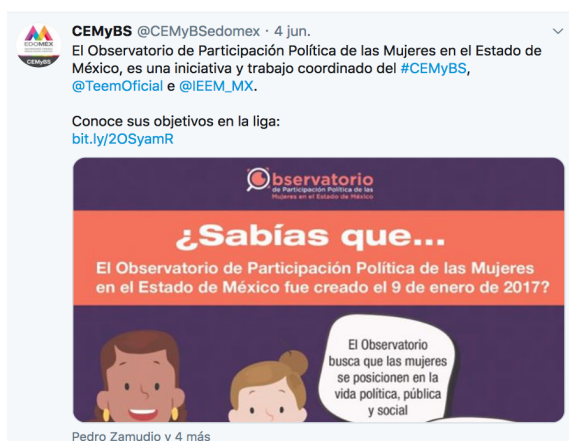 CEMyBS @CEMyBSedomex · 4 jun.
El Observatorio de Participación Política de las Mujeres en el Estado de
México, es una iniciativa y trabajo coordinado del #CEMyBS,
@TeemOficial e @IEEM_MX.
Conoce sus objetivos en la liga:
bit.ly/2OSyamR
EDOMEX
CEMyBS
Observatorio
de Participación Política de las
Mujeres en el Estado de México
¿Sabías que...
El Observatorio de Participación Política de las Mujeres
en el Estado de México fue creado el 9 de enero de 2017?
El Observatorio
busca que las mujeres
se posicionen en la
vida política, pública
y social
Pedro Zamudio y 4 más